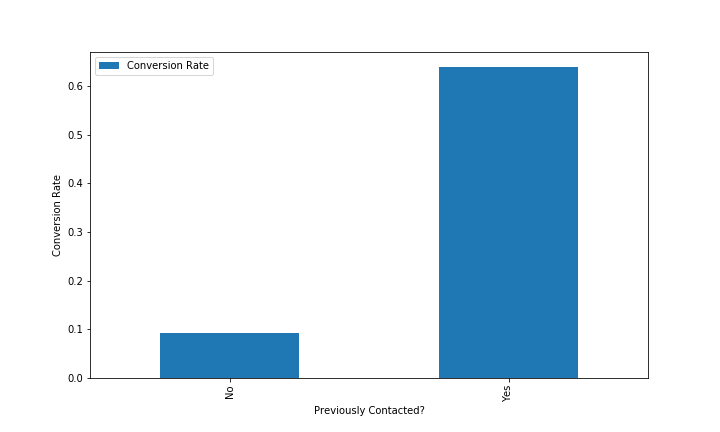 Conversion Rate
0.6
0.5
0.4
0.3
0.2
0.1
0.0
Conversion Rate
No
Yes
Previously Contacted?